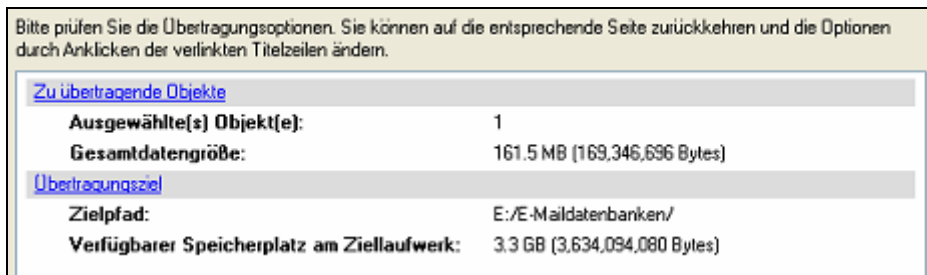 Bitte prüfen Sie die Übertragungsoptionen. Sie können auf die entsprechende Seite zurückkehren und die Optionen
durch Anklicken der verlinkten Titelzeilen ändern.
Zu übertragende Objekte
Ausgewählte(s) Objekt(e): 1
Gesamtdatengröße: 161.5 MB (169,346,696 Bytes)
Übertragungsziel
Zielpfad: E:/E-Maildatenbanken/
Verfügbarer Speicherplatz am Ziellaufwerk: 3.3 GB (3,634,094,080 Bytes)